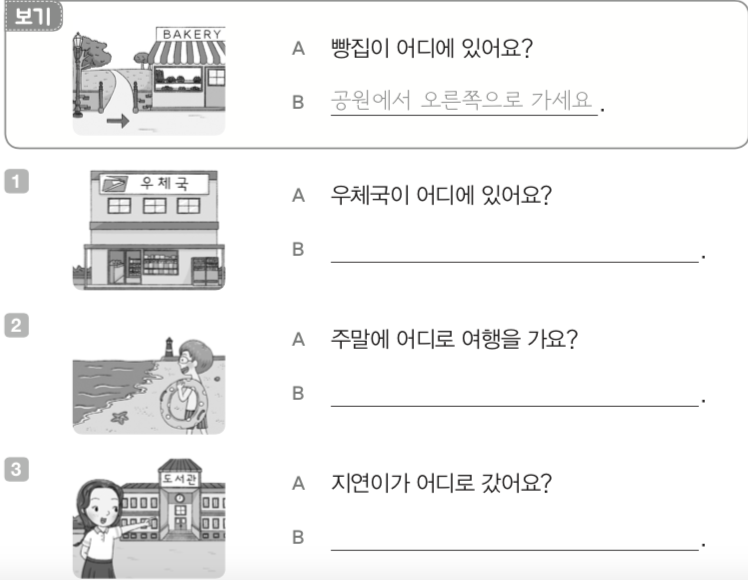 보기
BAKERY
A 빵집이 어디에 있어요?
B 공원에서 오른쪽으로 가세요.
1
우체국
A 우체국이 어디에 있어요?
B .
2
A 주말에 어디로 여행을 가요?
B .
3
도서관
A 지연이가 어디로 갔어요?
B .